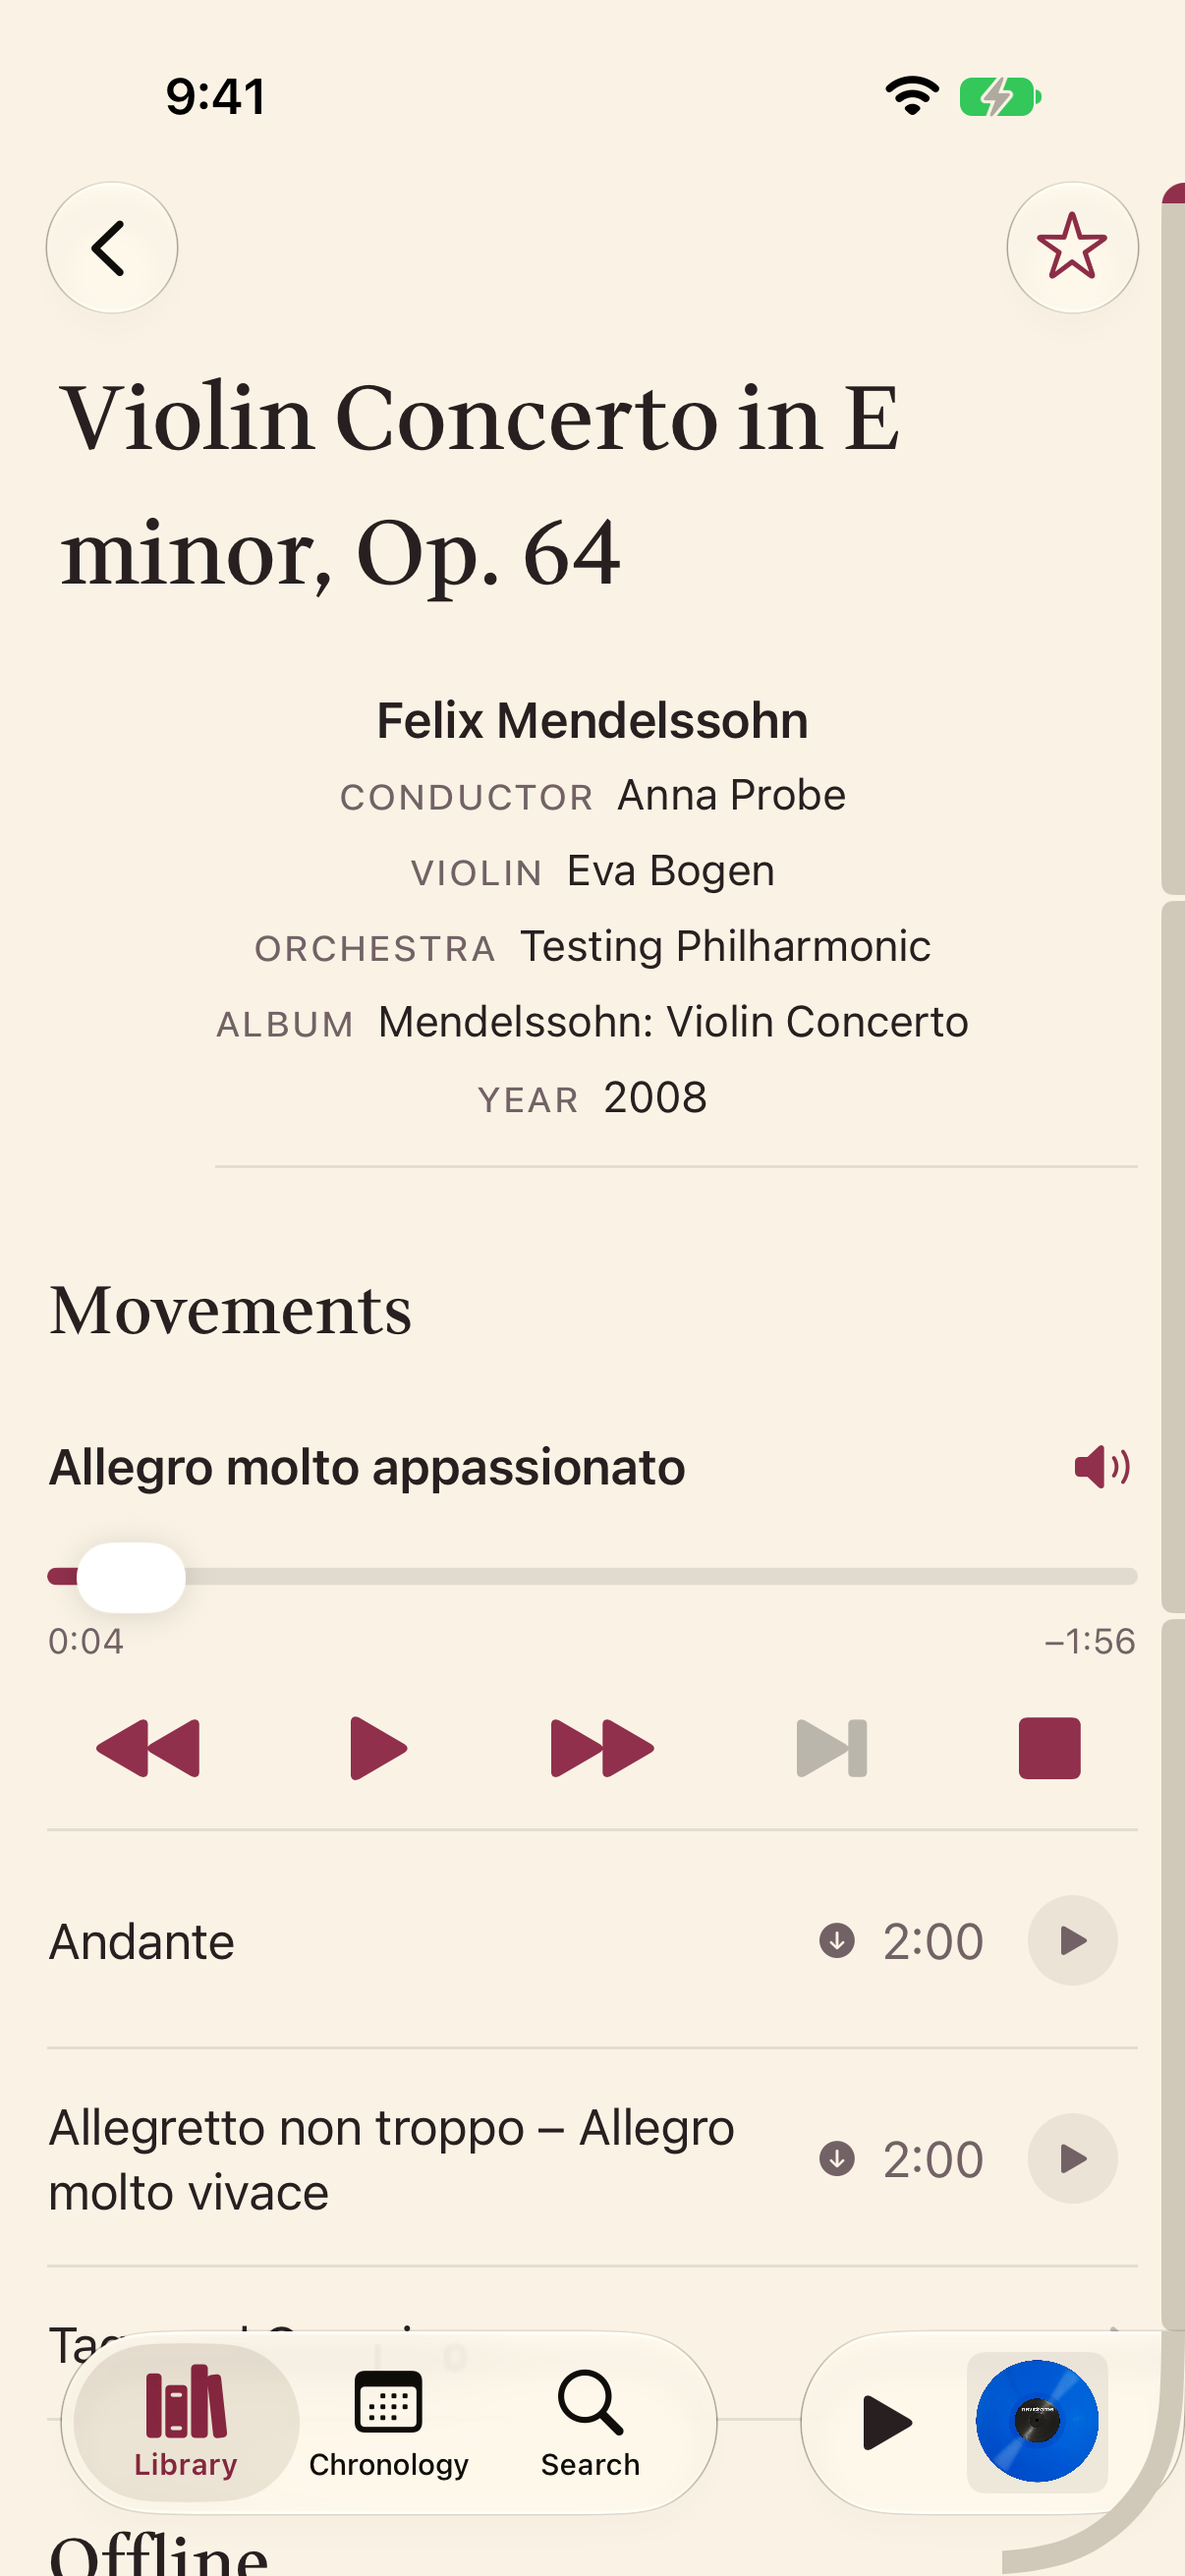 9:41
Violin Concerto in E
minor, Op. 64
Felix Mendelssohn
CONDUCTOR Anna Probe
VIOLIN Eva Bogen
ORCHESTRA Testing Philharmonic
ALBUM Mendelssohn: Violin Concerto
YEAR 2008
Movements
Allegro molto appassionato
0:04 –1:56
Andante 2:00
Allegretto non troppo – Allegro
molto vivace
2:00
Library Chronology Search
Offline